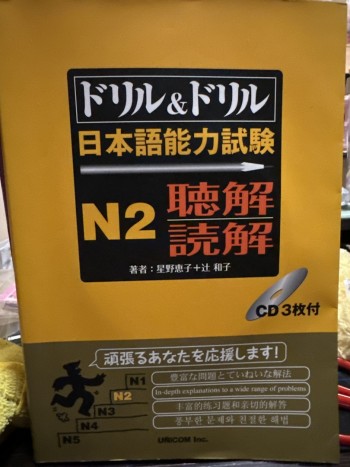 ドリル&ドリル
日本語能力試験
N2
聴解
読解
著者：星野恵子＋辻 和子
CD3枚付
頑張るあなたを応援します!
豊富な問題とていねいな解法
In-depth explanations to a wide range of problems
丰富的练习题和亲切的解答
풍부한 문제와 친절한 해법
N1
N2
N3
N4
N5
UNICOM Inc.